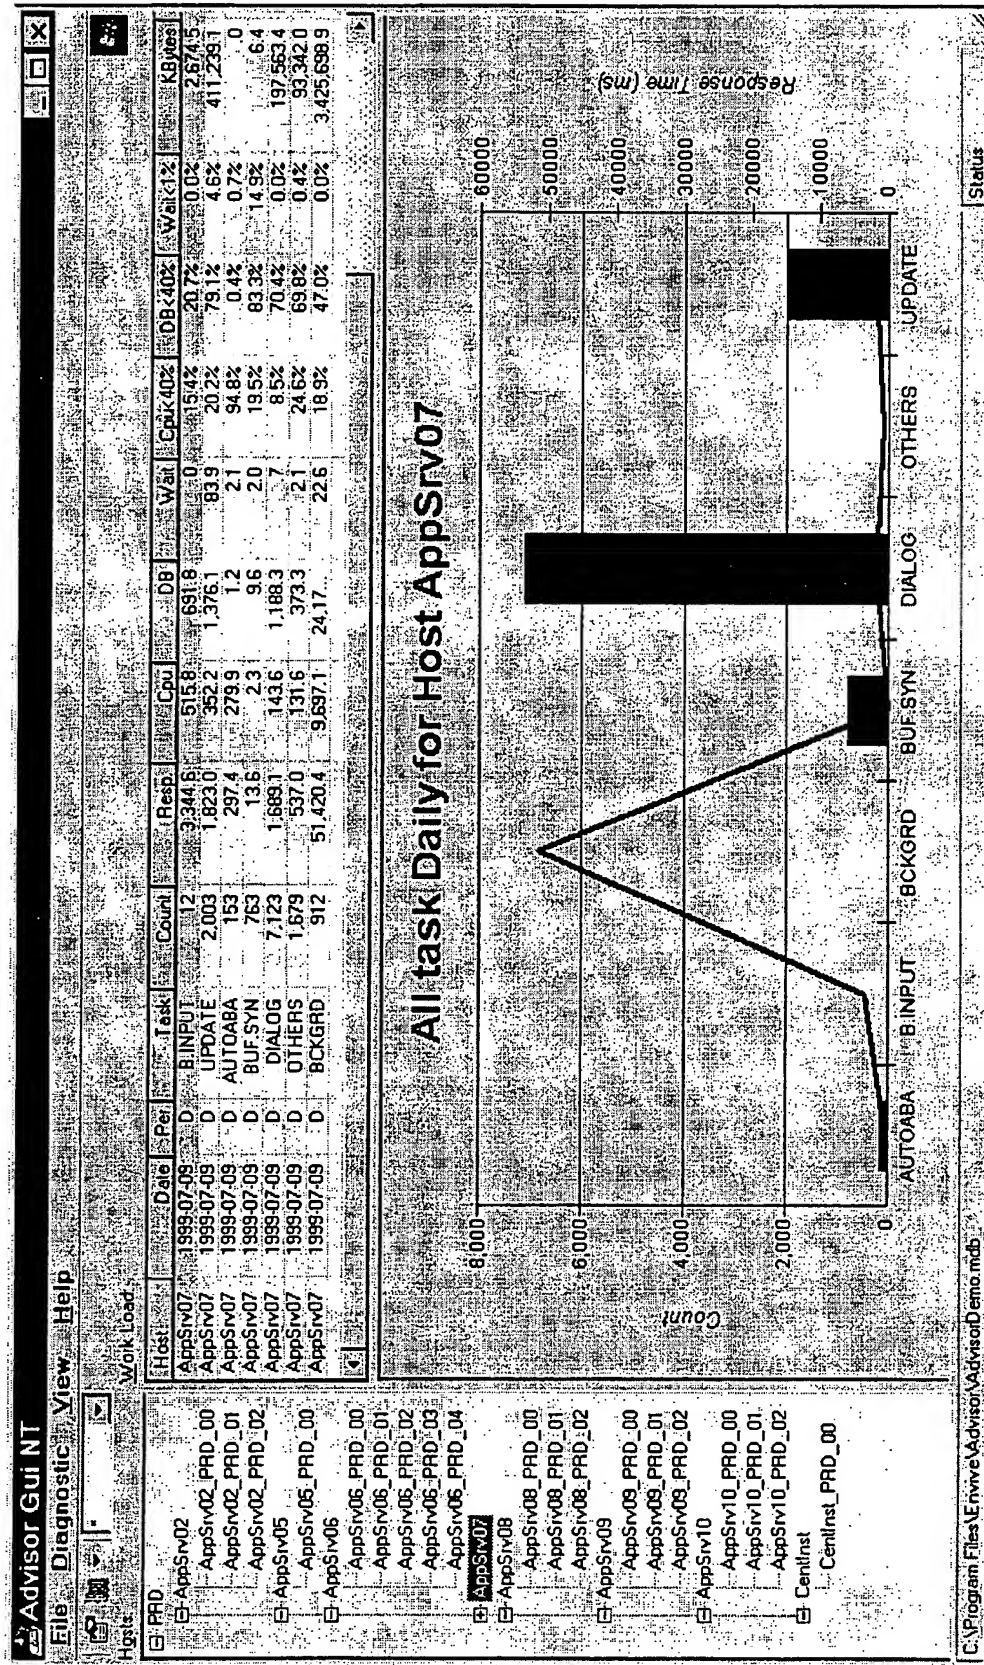 Advisor Gui NT
File Diagnostic View Help
Hosts
Work Load
PRD
AppSrv02
AppSrv02_PRD_00
AppSrv02_PRD_01
AppSrv02_PRD_02
AppSrv05
AppSrv05_PRD_00
AppSrv06
AppSrv06_PRD_00
AppSrv06_PRD_01
AppSrv06_PRD_02
AppSrv06_PRD_03
AppSrv06_PRD_04
AppSrv07
AppSrv08
AppSrv08_PRD_00
AppSrv08_PRD_01
AppSrv08_PRD_02
AppSrv09
AppSrv09_PRD_00
AppSrv09_PRD_01
AppSrv09_PRD_02
AppSrv10
AppSrv10_PRD_00
AppSrv10_PRD_01
AppSrv10_PRD_02
CentInst
CentInst_PRD_00
Host Date Per Task Count Resp. Cpu DB Wait Cpu<40% DB<40% Wait<1% KBytes
AppSrv07 1999-07-09 D B.INPUT 12 3,844.6 515.8 691.8 0 15.4% 20.7% 0.0% 2,674.5
AppSrv07 1999-07-09 D UPDATE 2,003 1,823.0 352.2 1,376.1 83.9 20.2% 79.1% 4.6% 411,239.1
AppSrv07 1999-07-09 D AUTOABA 153 297.4 279.9 1.2 2.1 94.8% 0.4% 0.7% .0
AppSrv07 1999-07-09 D BUF.SYN 763 13.6 2.3 9.6 2.0 19.5% 83.3% 14.9% 6.4
AppSrv07 1999-07-09 D DIALOG 7,123 1,689.1 143.6 1,188.3 .7 8.5% 70.4% 0.0% 197,563.4
AppSrv07 1999-07-09 D OTHERS 1,679 537.0 131.6 373.3 2.1 24.6% 69.8% 0.4% 93,342.0
AppSrv07 1999-07-09 D BCKGRD 912 51,420.4 9,697.1 24,17... 22.6 18.9% 47.0% 0.0% 3,425,698.9
All task Daily for Host AppSrv07
Count
8,000
6,000
4,000
2,000
0
60000
50000
40000
30000
20000
10000
0
Response Time (ms)
AUTOABA B.INPUT BCKGRD BUF.SYN DIALOG OTHERS UPDATE
C:\Program Files\Envive\Advisor\AdvisorDemo.mdb
Status